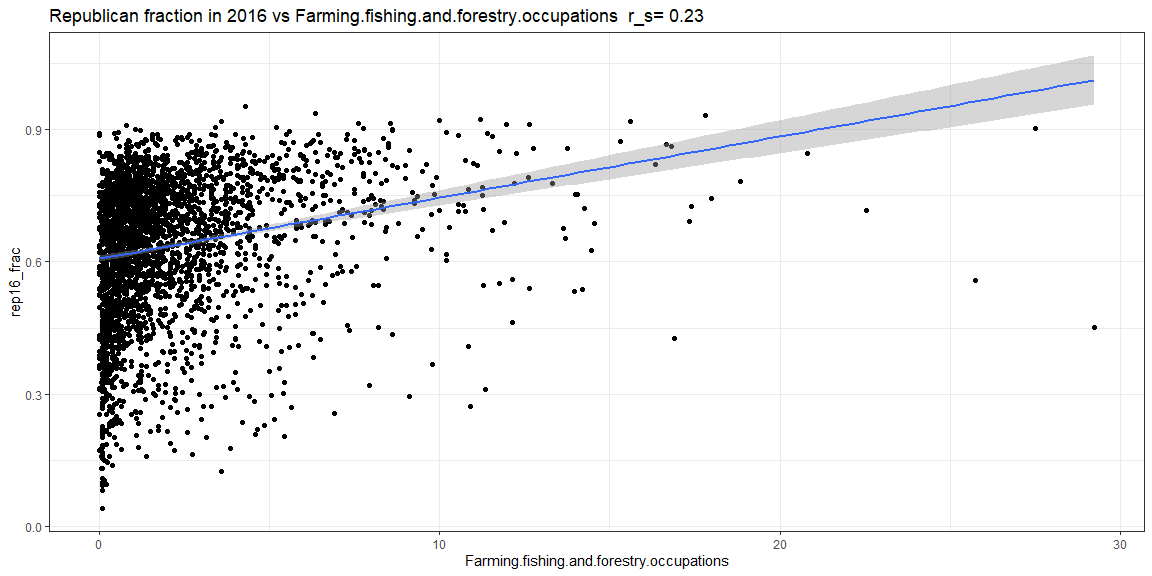 Republican fraction in 2016 vs Farming.fishing.and.forestry.occupations r_s= 0.23
rep16_frac
0.9
0.6
0.3
0.0
0
10
20
30
Farming.fishing.and.forestry.occupations